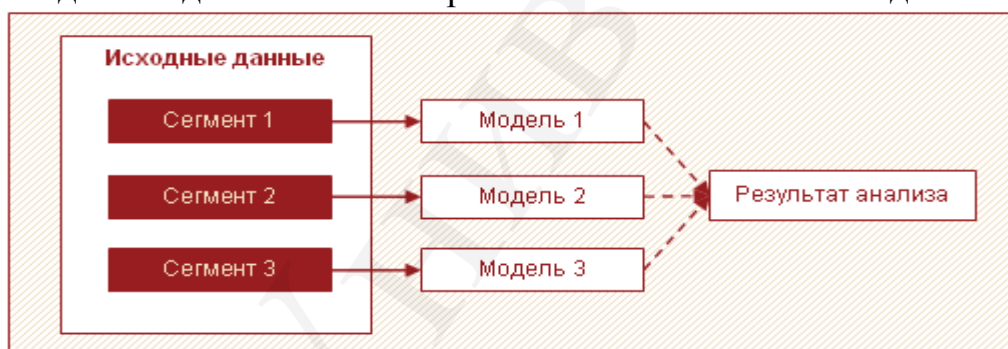 Исходные данные
Сегмент 1
Модель 1
Сегмент 2
Модель 2
Результат анализа
Сегмент 3
Модель 3